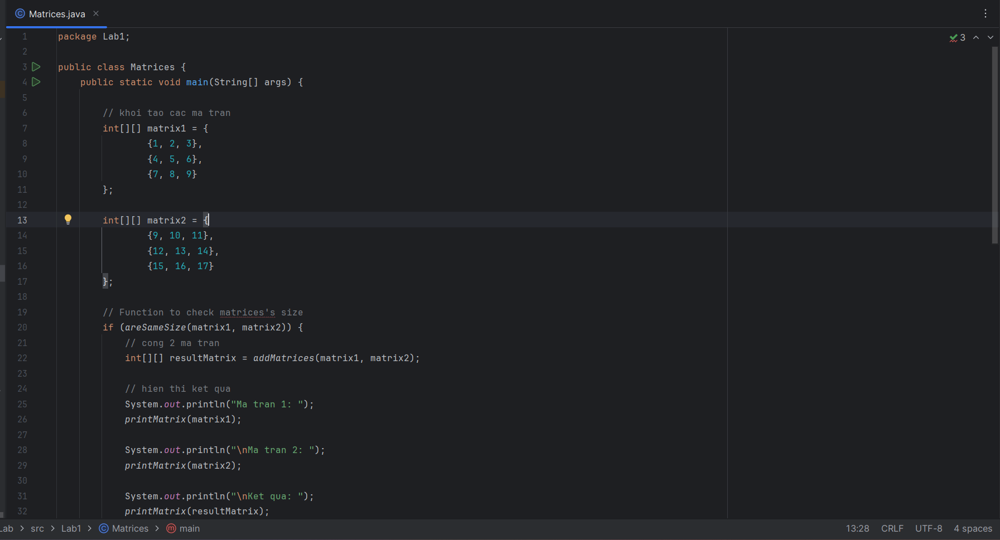 Matrices.java
1 package Lab1;
2
3 public class Matrices {
4 public static void main(String[] args) {
5
6 // khoi tao cac ma tran
7 int[][] matrix1 = {
8 {1, 2, 3},
9 {4, 5, 6},
10 {7, 8, 9}
11 };
12
13 int[][] matrix2 = {
14 {9, 10, 11},
15 {12, 13, 14},
16 {15, 16, 17}
17 };
18
19 // Function to check matrices's size
20 if (areSameSize(matrix1, matrix2)) {
21 // cong 2 ma tran
22 int[][] resultMatrix = addMatrices(matrix1, matrix2);
23
24 // hien thi ket qua
25 System.out.println("Ma tran 1: ");
26 printMatrix(matrix1);
27
28 System.out.println("\nMa tran 2: ");
29 printMatrix(matrix2);
30
31 System.out.println("\nKet qua: ");
32 printMatrix(resultMatrix);
3
Lab > src > Lab1 > Matrices > main
13:28 CRLF UTF-8 4 spaces